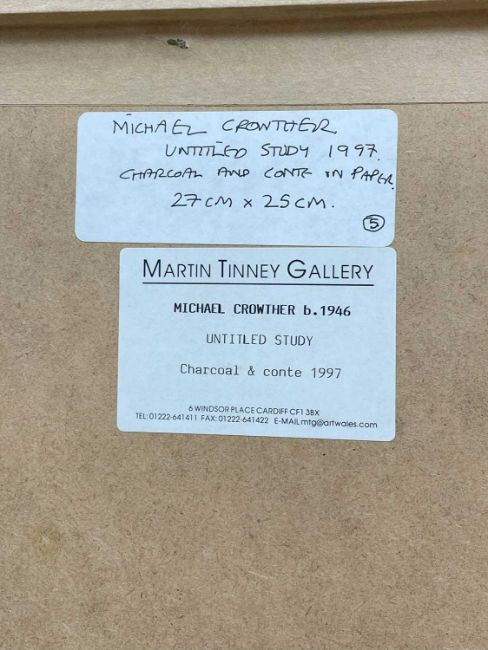 MICHAEL CROWTHER
UNTITLED STUDY 1997.
CHARCOAL AND CONTE ON PAPER.
27CM X 25CM.
5
MARTIN TINNEY GALLERY
MICHAEL CROWTHER b.1946
UNTITLED STUDY
Charcoal & conte 1997
6 WINDSOR PLACE CARDIFF CF1 3BX
TEL: 01222-641411 FAX: 01222-641422 E-MAIL mtg@artwales.com